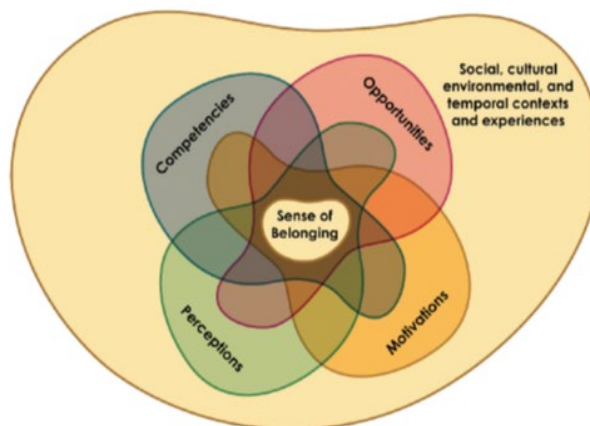 Social, cultural
environmental, and
temporal contexts
and experiences
Competencies
Opportunities
Sense of
Belonging
Perceptions
Motivations